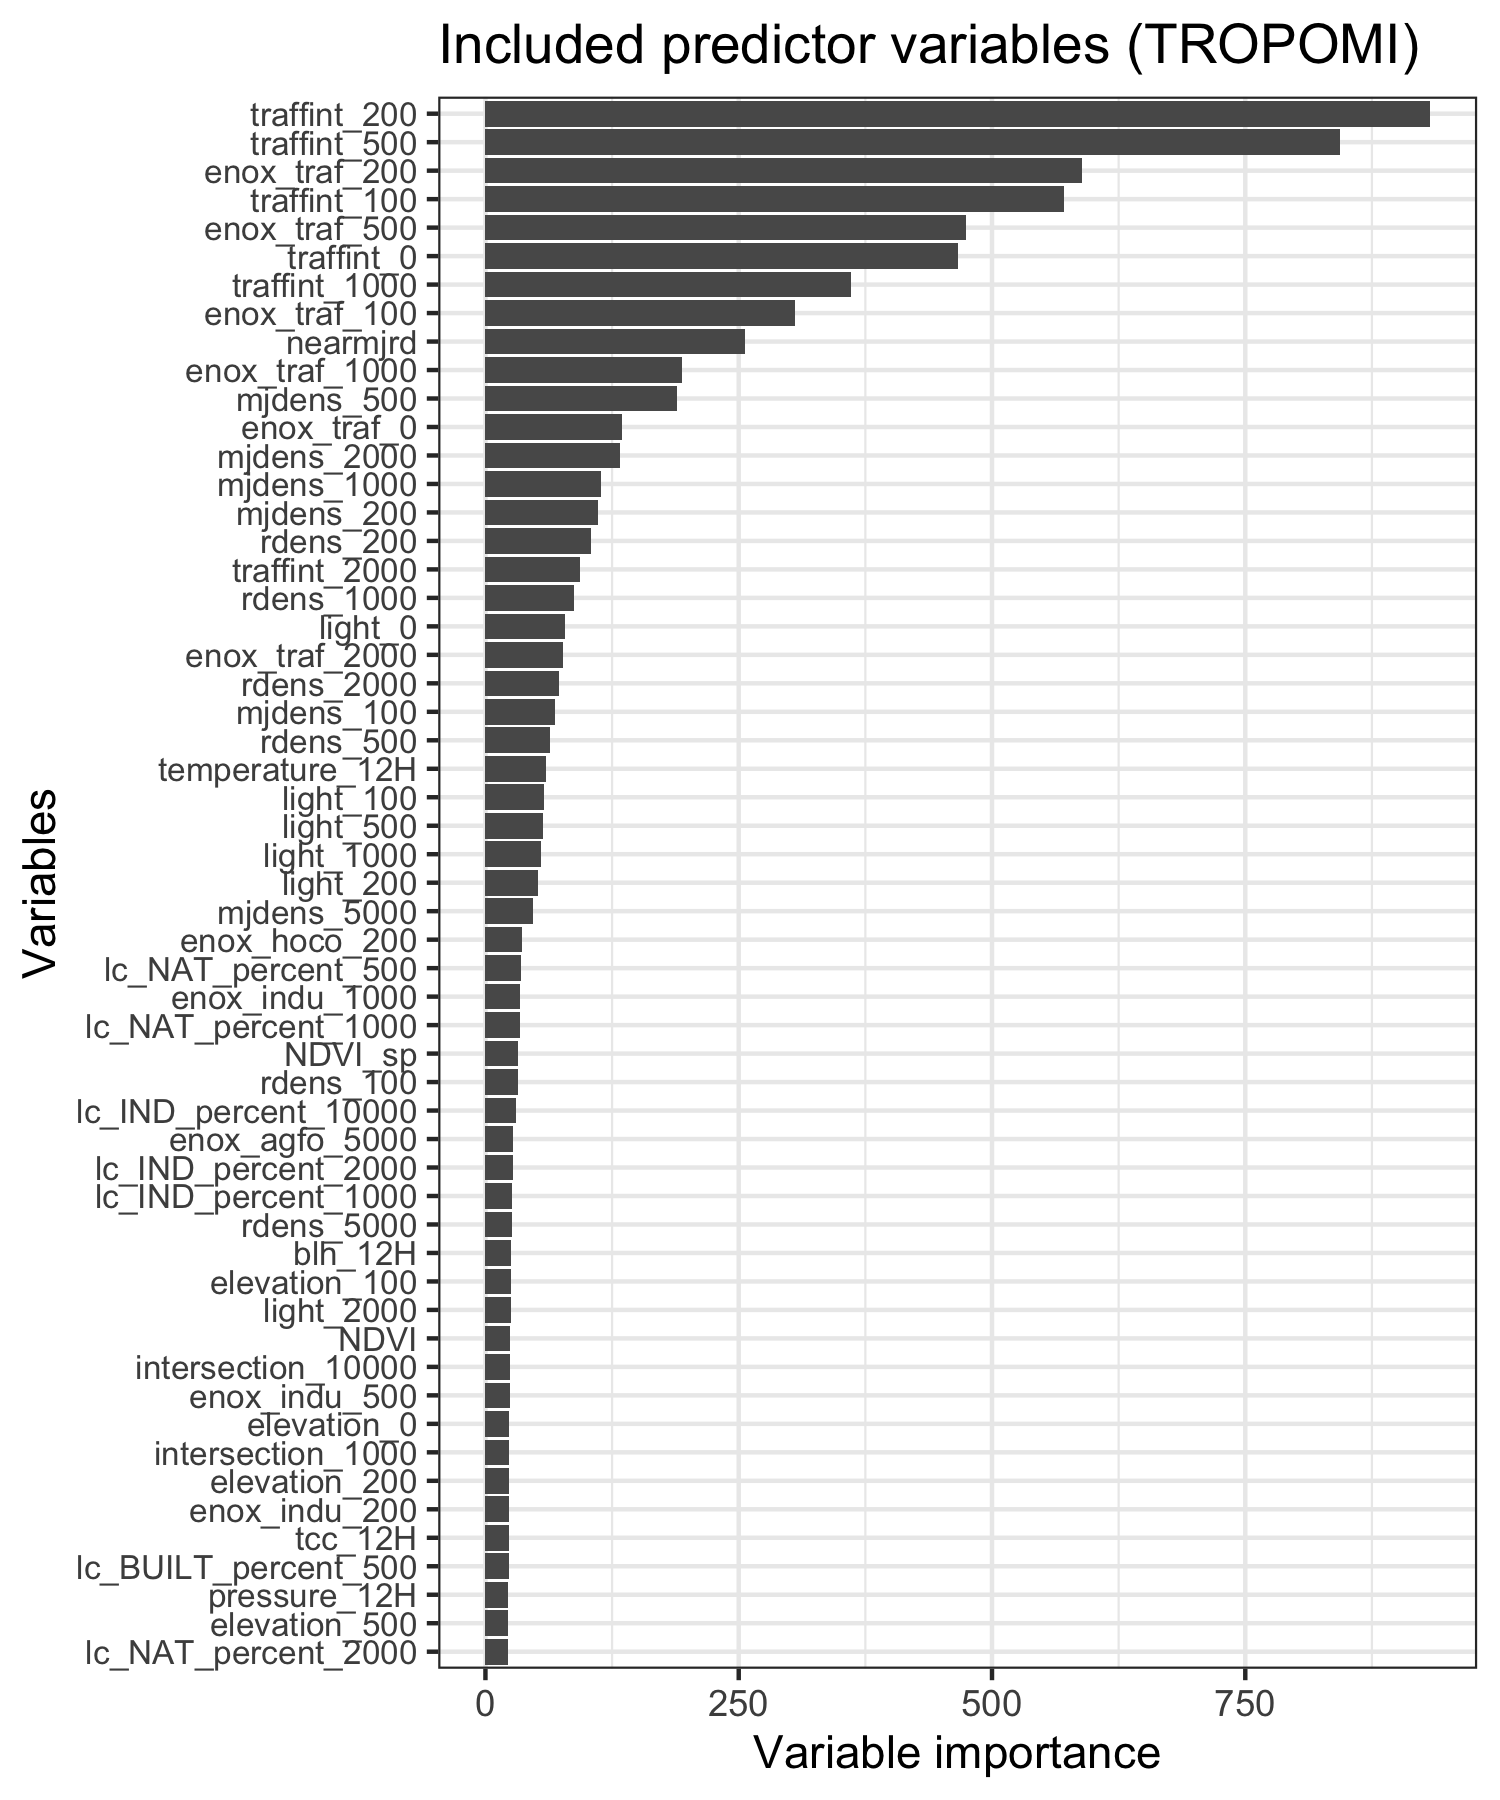 Included predictor variables (TROPOMI)
traffint_200
traffint_500
enox_traf_200
traffint_100
enox_traf_500
traffint_0
traffint_1000
enox_traf_100
nearmjrd
enox_traf_1000
mjdens_500
enox_traf_0
mjdens_2000
mjdens_1000
mjdens_200
rdens_200
traffint_2000
rdens_1000
light_0
enox_traf_2000
rdens_2000
mjdens_100
rdens_500
temperature_12H
light_100
light_500
light_1000
light_200
mjdens_5000
enox_hoco_200
lc_NAT_percent_500
enox_indu_1000
lc_NAT_percent_1000
NDVI_sp
rdens_100
lc_IND_percent_10000
enox_agfo_5000
lc_IND_percent_2000
lc_IND_percent_1000
rdens_5000
blh_12H
elevation_100
light_2000
NDVI
intersection_10000
enox_indu_500
elevation_0
intersection_1000
elevation_200
enox_indu_200
tcc_12H
lc_BUILT_percent_500
pressure_12H
elevation_500
lc_NAT_percent_2000
Variables
0 250 500 750
Variable importance